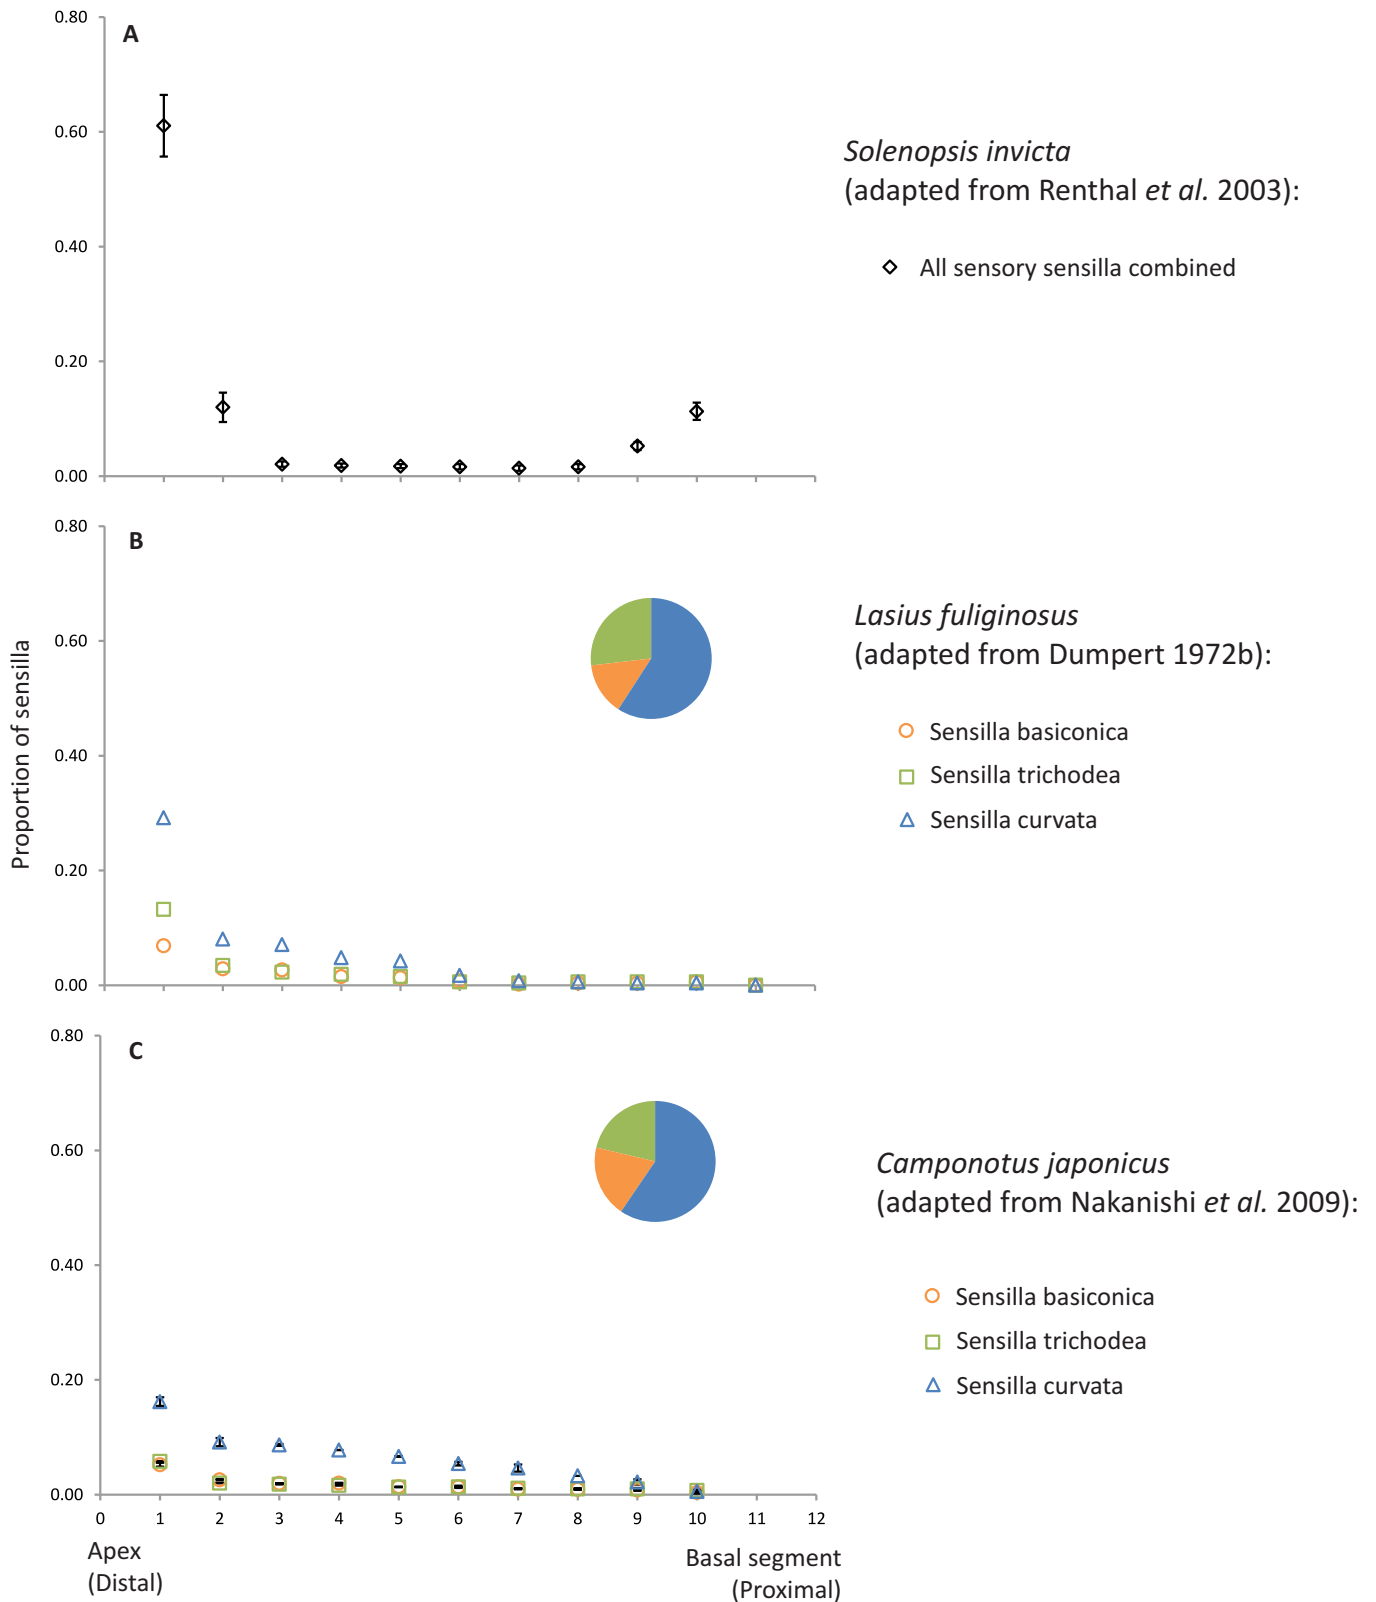 A
0.80
0.60
0.40
0.20
0.00
Solenopsis invicta
(adapted from Renthal et al. 2003):
All sensory sensilla combined
Proportion of sensilla
B
0.80
0.60
0.40
0.20
0.00
Lasius fuliginosus
(adapted from Dumpert 1972b):
Sensilla basiconica
Sensilla trichodea
Sensilla curvata
C
0.80
0.60
0.40
0.20
0.00
0 1 2 3 4 5 6 7 8 9 10 11 12
Apex
(Distal)
Basal segment
(Proximal)
Camponotus japonicus
(adapted from Nakanishi et al. 2009):
Sensilla basiconica
Sensilla trichodea
Sensilla curvata